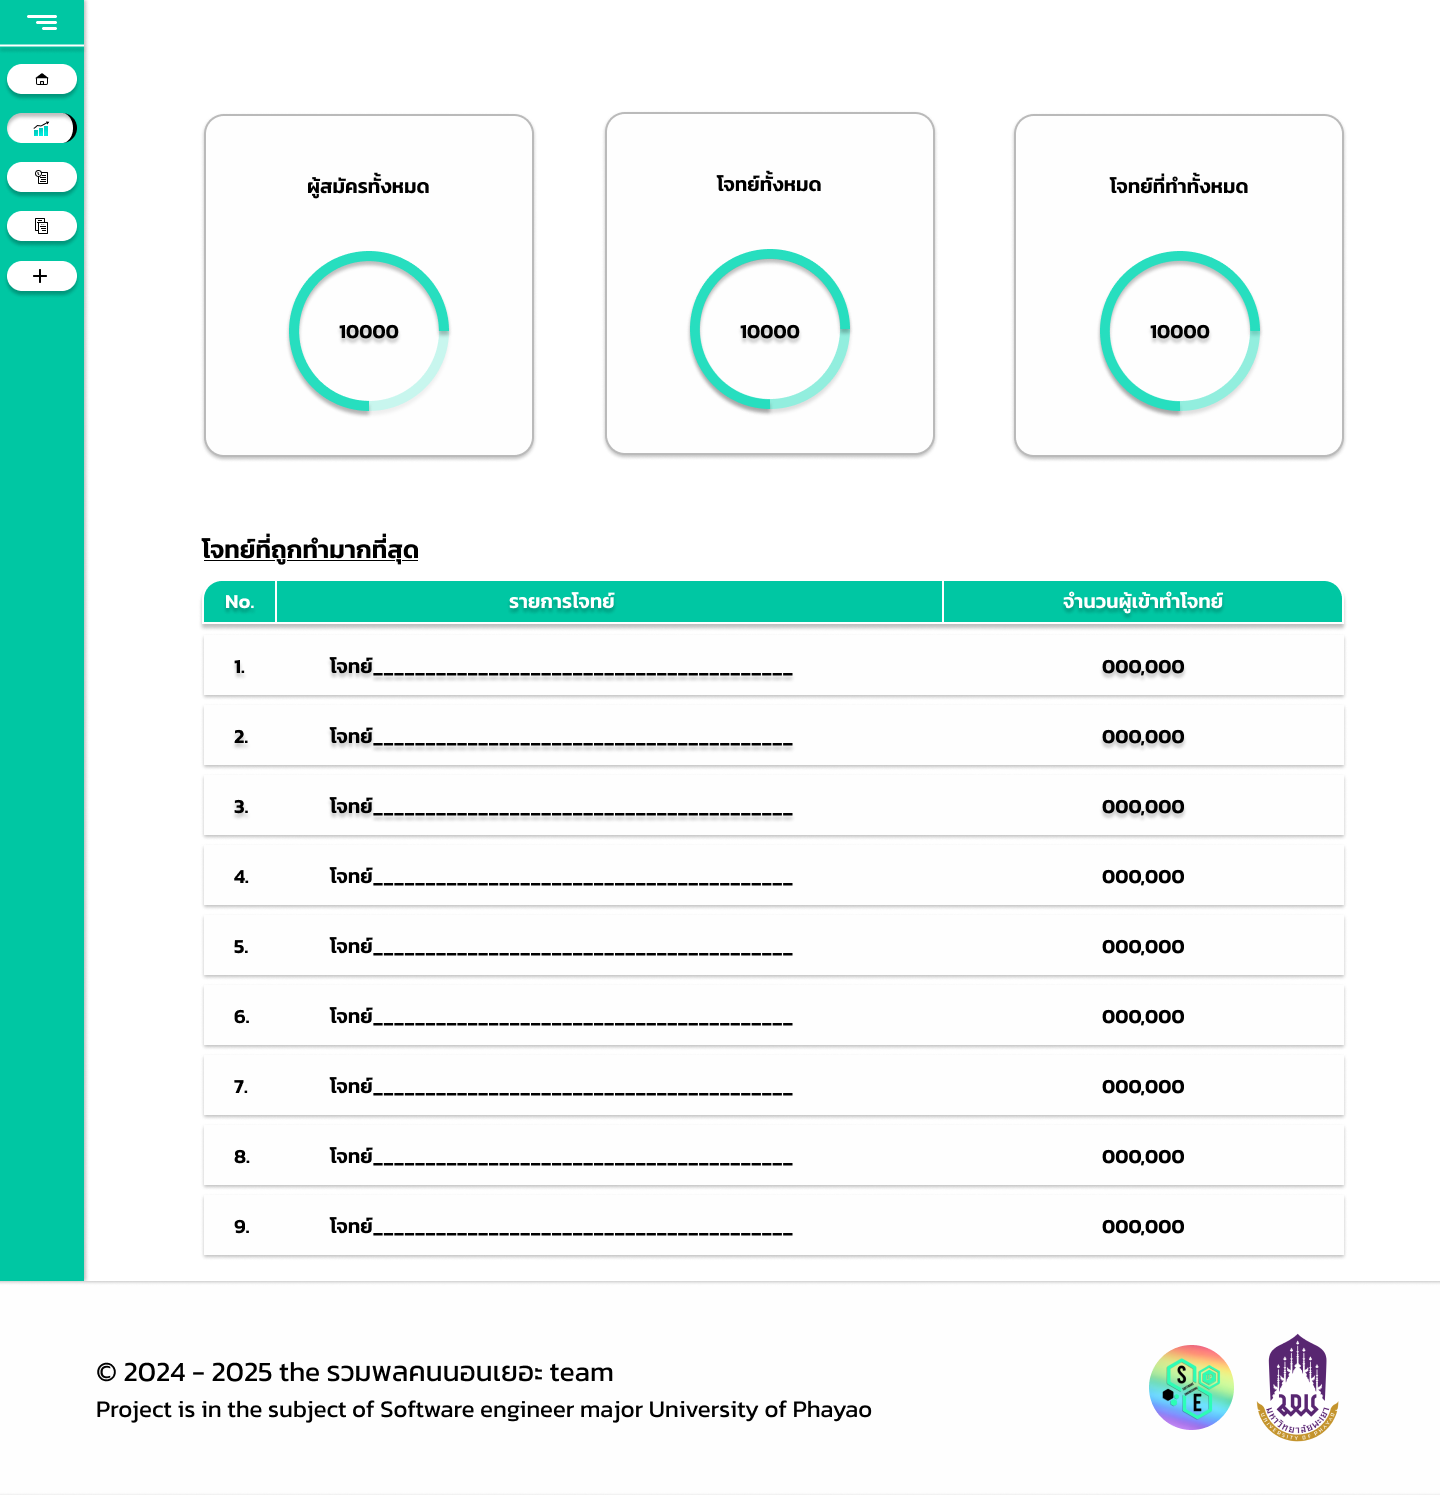 ผู้สมัครทั้งหมด
โจทย์ทั้งหมด
โจทย์ที่ทำทั้งหมด
10000
10000
10000
โจทย์ที่ถูกทำมากที่สุด
No. รายการโจทย์ จำนวนผู้เข้าทำโจทย์
1. โจทย์________________________________________ 000,000
2. โจทย์________________________________________ 000,000
3. โจทย์________________________________________ 000,000
4. โจทย์________________________________________ 000,000
5. โจทย์________________________________________ 000,000
6. โจทย์________________________________________ 000,000
7. โจทย์________________________________________ 000,000
8. โจทย์________________________________________ 000,000
9. โจทย์________________________________________ 000,000
© 2024 - 2025 the รวมพลคนนอนเยอะ team
Project is in the subject of Software engineer major University of Phayao
S
E
มหาวิทยาลัยพะเยา
UNIVERSITY OF PHAYAO